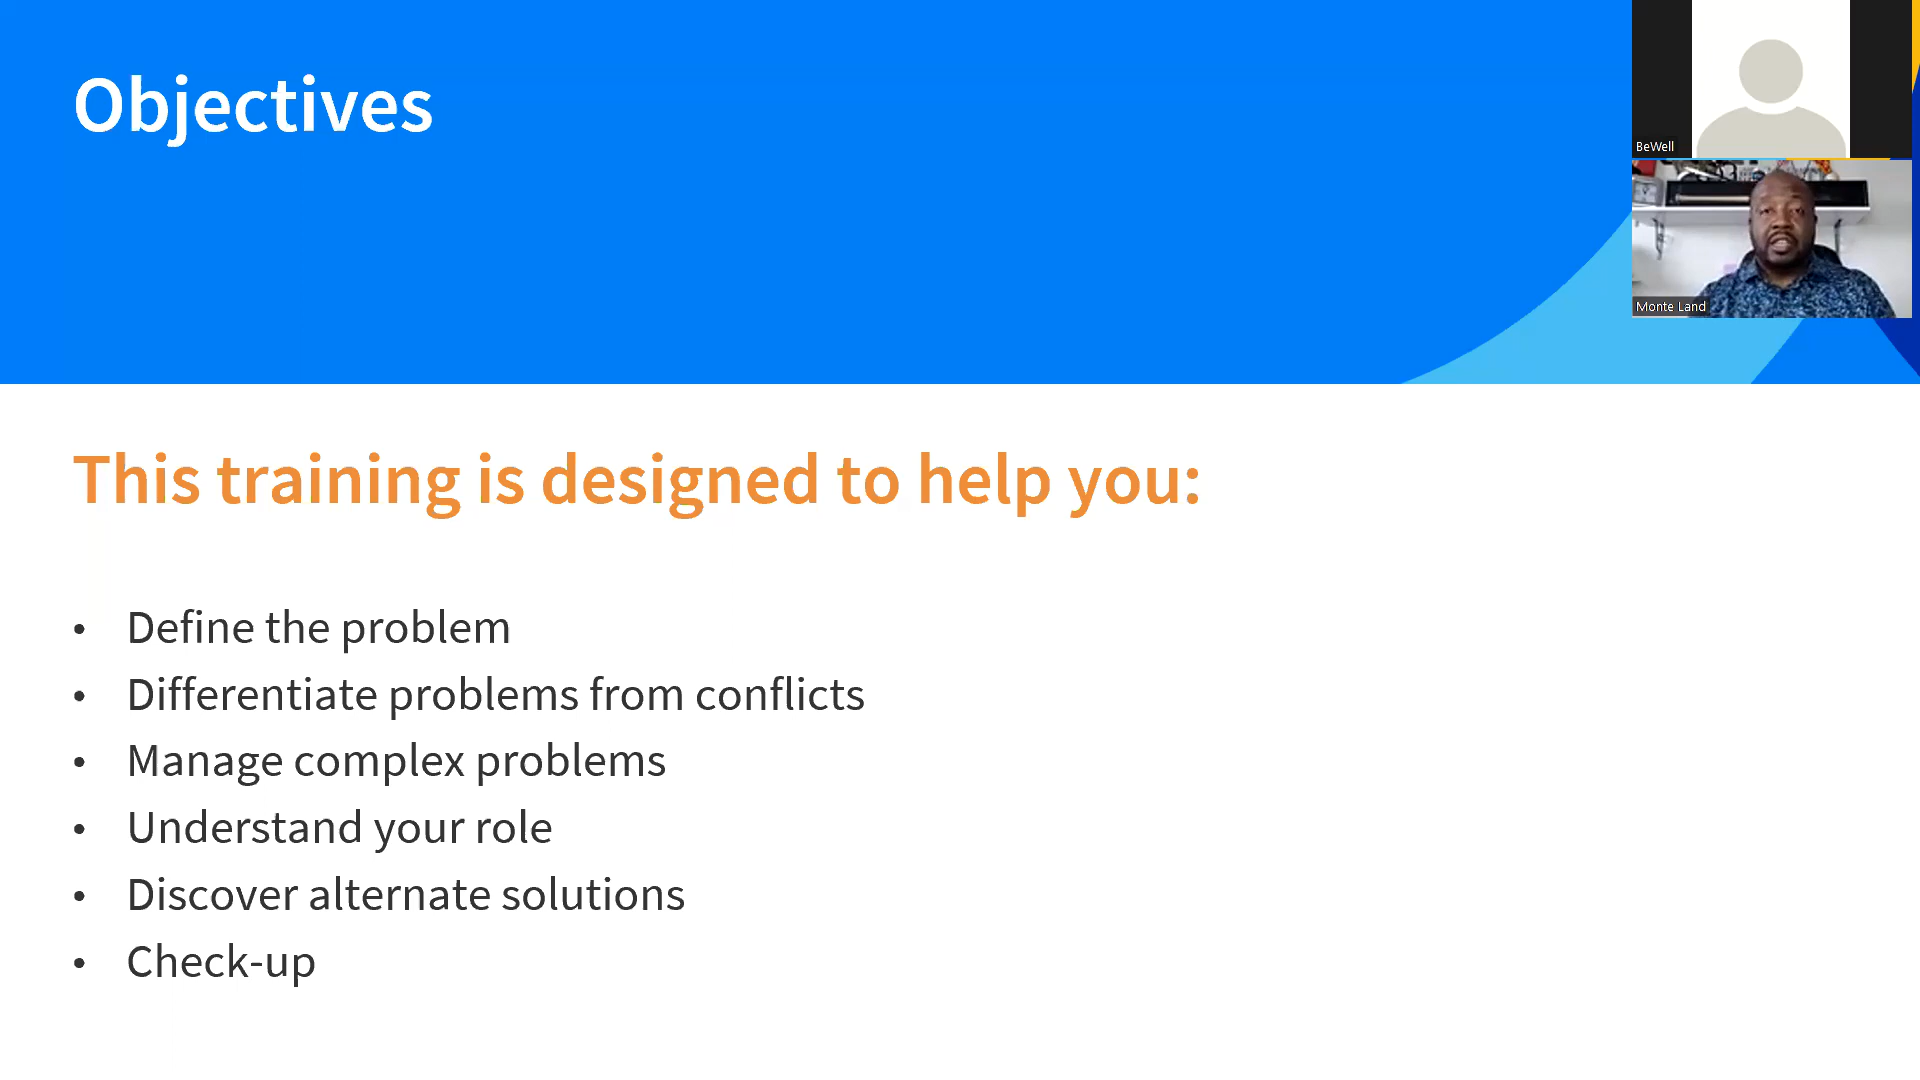 Objectives
BeWell
Monte Land
This training is designed to help you:
• Define the problem
• Differentiate problems from conflicts
• Manage complex problems
• Understand your role
• Discover alternate solutions
• Check-up